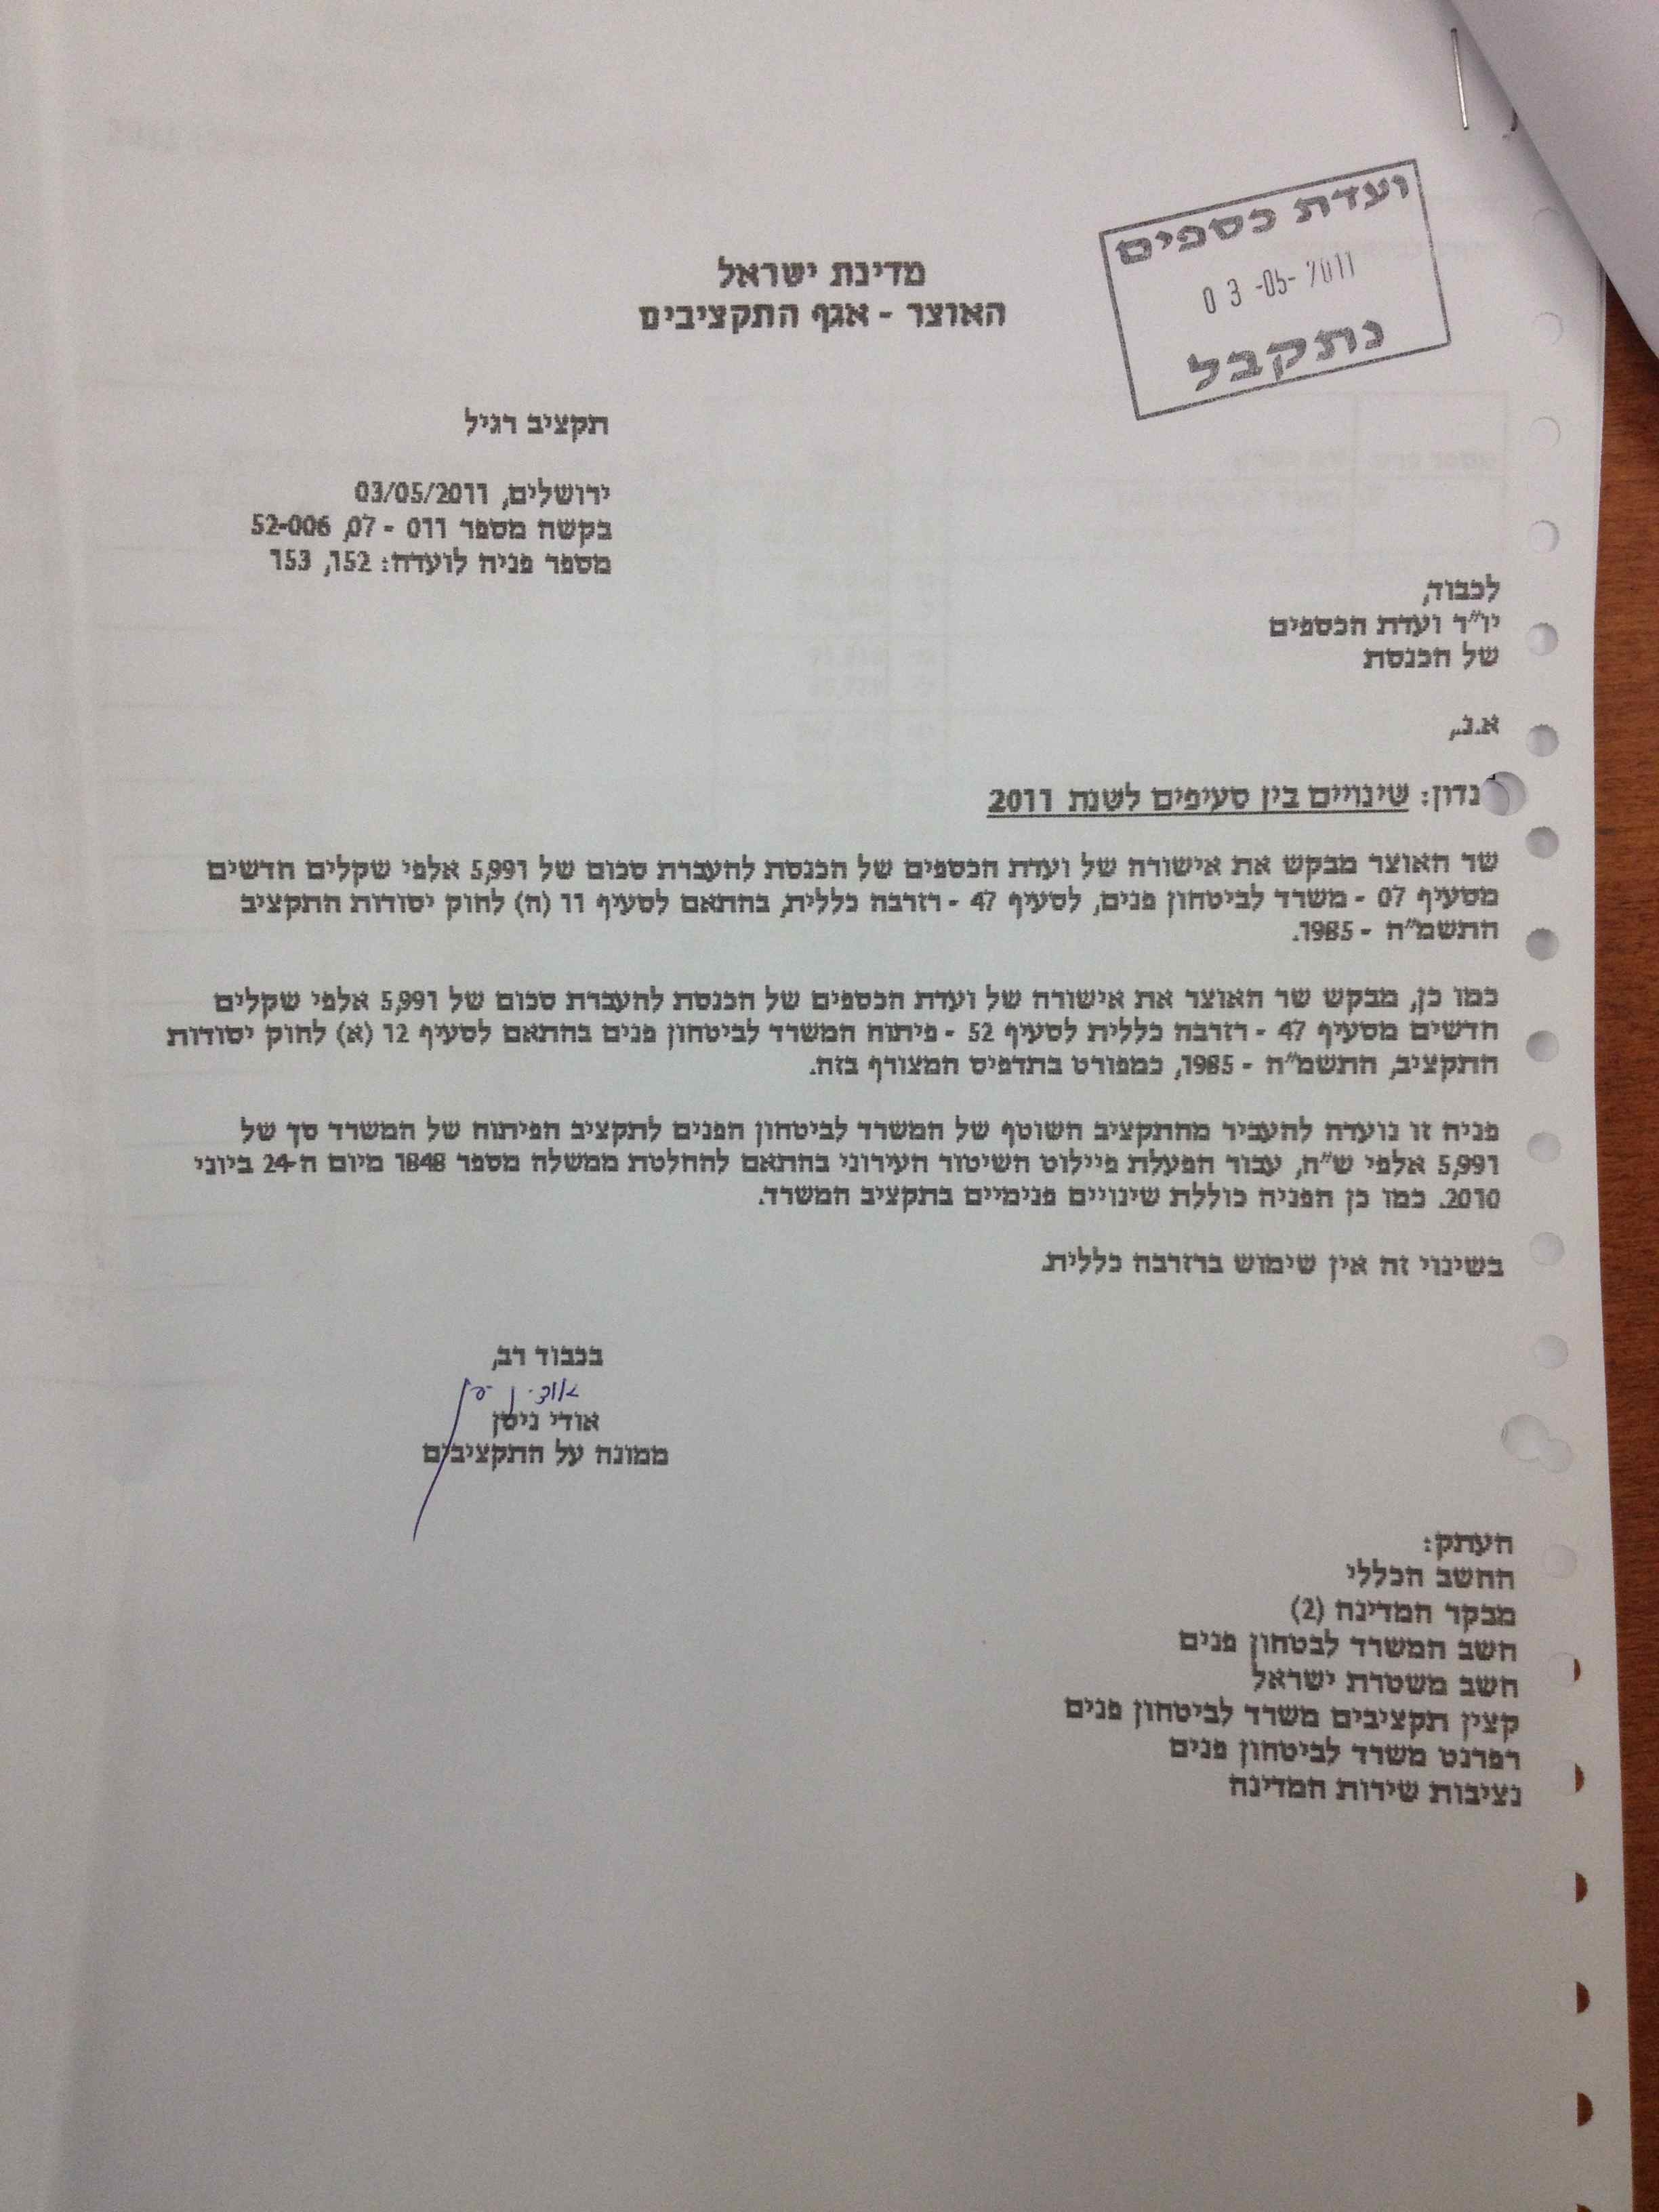 ועדת כספים
03-05-2011
נתקבל
מדינת ישראל
האוצר - אגף התקציבים
תקציב רגיל
ירושלים, 03/05/2011
בקשה מספר 011 - 07, 52-006
מספר פניה לועדה: 152, 153
לכבוד,
יו"ר ועדת הכספים
של הכנסת
א.נ.,
נדון: שינויים בין סעיפים לשנת 2011
שר האוצר מבקש את אישורה של ועדת הכספים של הכנסת להעברת סכום של 5,991 אלפי שקלים חדשים
מסעיף 07 - משרד לביטחון פנים, לסעיף 47 - רזרבה כללית, בהתאם לסעיף 11 (ה) לחוק יסודות התקציב
התשמ"ה - 1985.
כמו כן, מבקש שר האוצר את אישורה של ועדת הכספים של הכנסת להעברת סכום של 5,991 אלפי שקלים
חדשים מסעיף 47 - רזרבה כללית לסעיף 52 - פיתוח המשרד לביטחון פנים בהתאם לסעיף 12 (א) לחוק יסודות
התקציב, התשמ"ה - 1985, כמפורט בתדפיס המצורף בזה.
פניה זו נועדה להעביר מהתקציב השוטף של המשרד לביטחון הפנים לתקציב הפיתוח של המשרד סך של
5,991 אלפי ש"ח, עבור הפעלת פיילוט השיטור העירוני בהתאם להחלטת ממשלה מספר 1848 מיום ה-24 ביוני
2010. כמו כן הפניה כוללת שינויים פנימיים בתקציב המשרד.
בשינוי זה אין שימוש ברזרבה כללית.
בכבוד רב,
אודי ניסן
ממונה על התקציבים
העתק:
החשב הכללי
מבקר המדינה (2)
חשב המשרד לבטחון פנים
חשב משטרת ישראל
קצין תקציבים משרד לביטחון פנים
רפרנט משרד לביטחון פנים
נציבות שירות המדינה